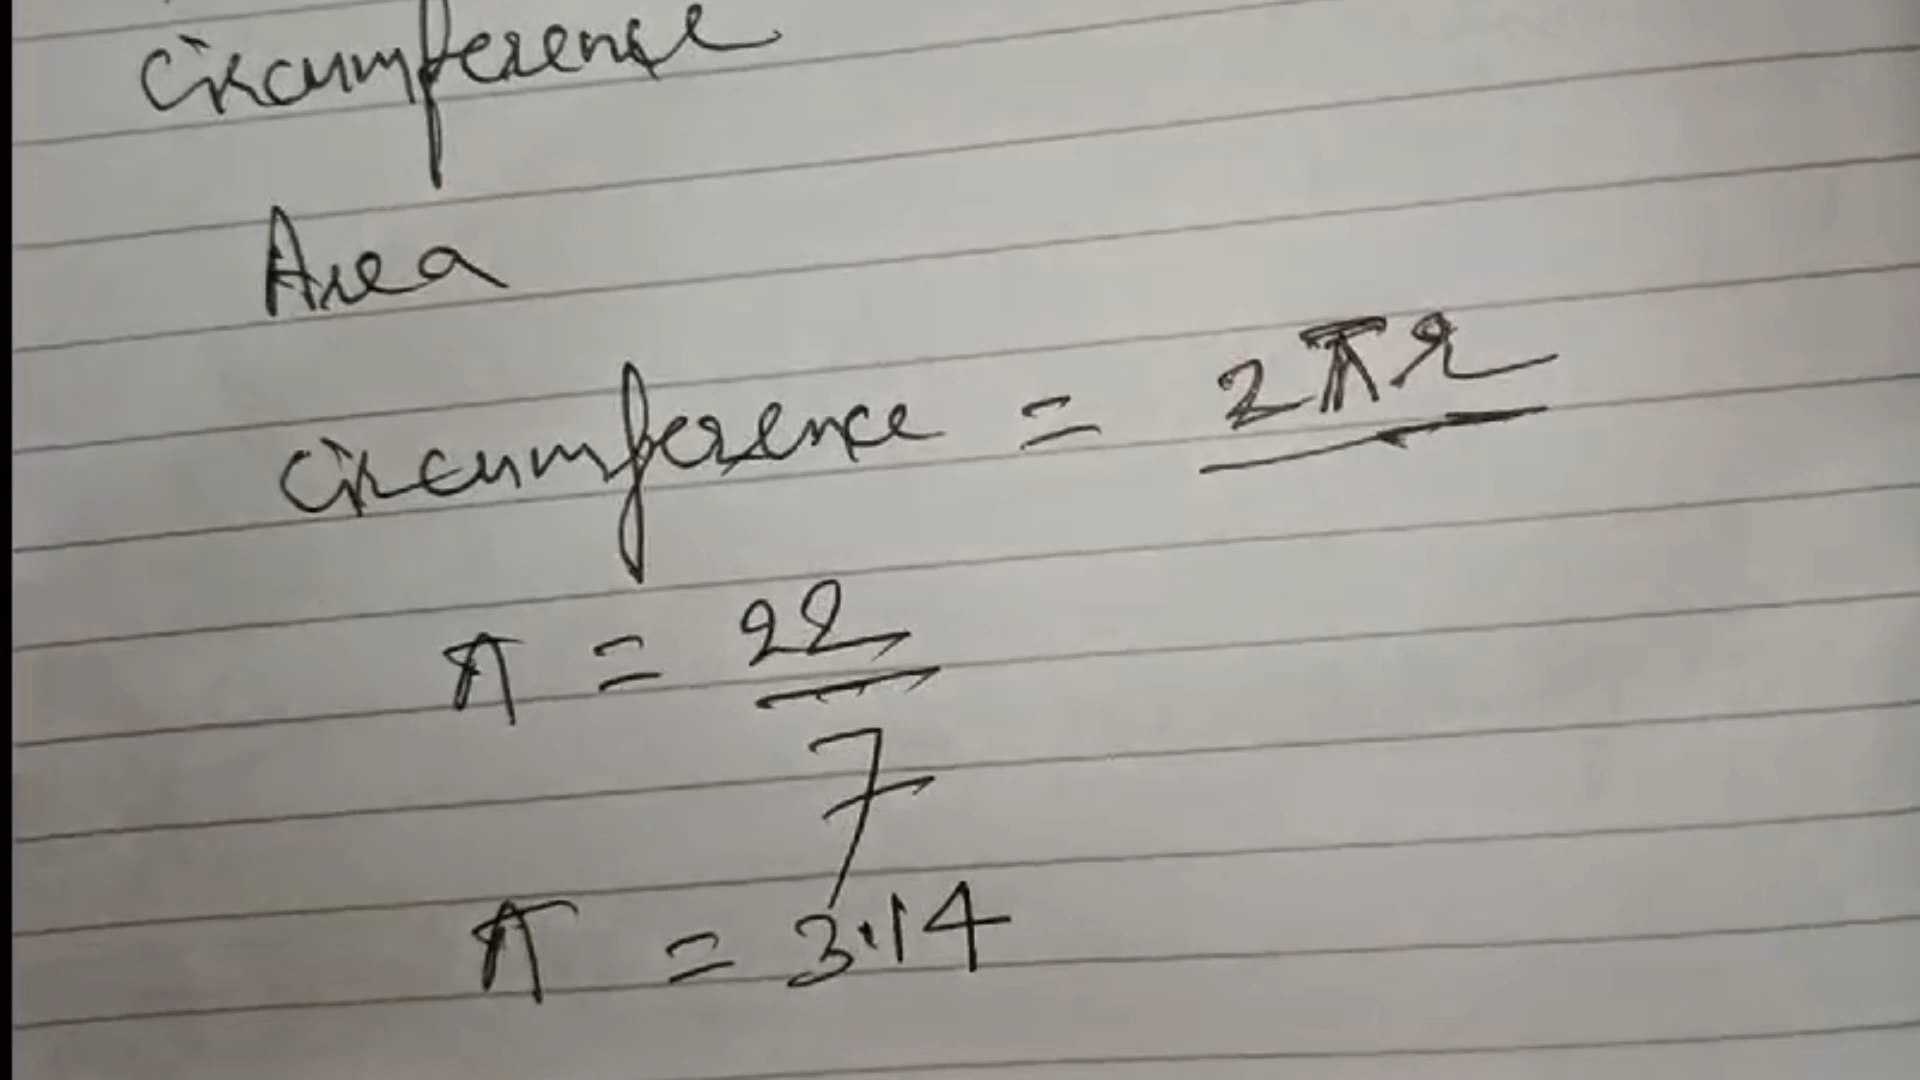 Circumference
Area
Circumference = 2πr
π = 22/7
π = 3.14